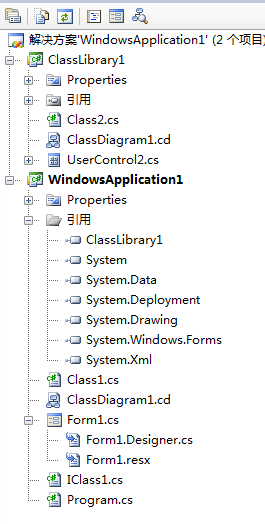 解决方案'WindowsApplication1' (2 个项目)
ClassLibrary1
Properties
引用
Class2.cs
ClassDiagram1.cd
UserControl2.cs
WindowsApplication1
Properties
引用
ClassLibrary1
System
System.Data
System.Deployment
System.Drawing
System.Windows.Forms
System.Xml
Class1.cs
ClassDiagram1.cd
Form1.cs
Form1.Designer.cs
Form1.resx
IClass1.cs
Program.cs